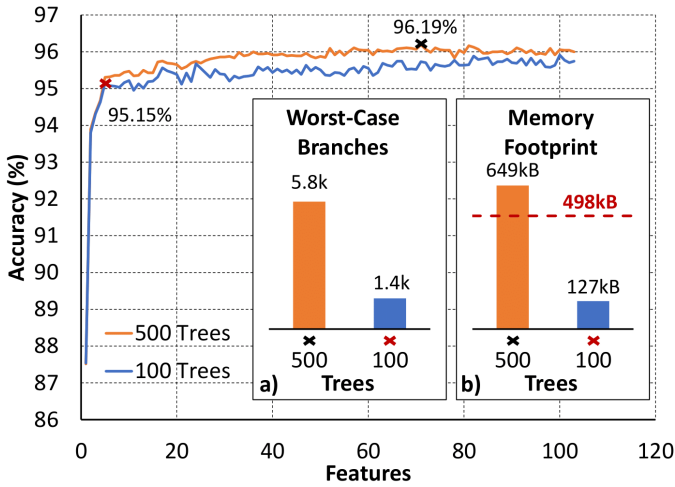 97
96
95
94
93
92
91
90
89
88
87
86
Accuracy (%)
96.19%
95.15%
500 Trees
100 Trees
Worst-Case
Branches
5.8k
1.4k
500
100
a)
Trees
Memory
Footprint
649kB
498kB
127kB
500
100
b)
Trees
0
20
40
60
80
100
120
Features